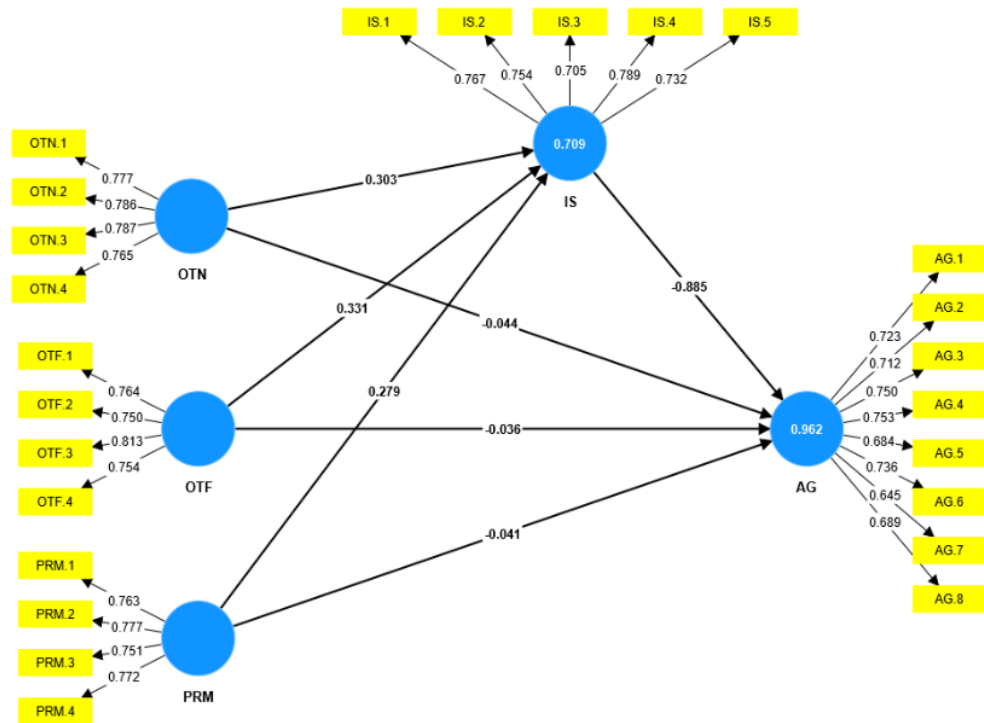 IS.1
IS.2
IS.3
IS.4
IS.5
0.767
0.754
0.705
0.789
0.732
0.709
IS
OTN.1
OTN.2
OTN.3
OTN.4
0.777
0.786
0.787
0.765
OTN
0.303
0.331
-0.044
0.279
-0.885
OTF.1
OTF.2
OTF.3
OTF.4
0.764
0.750
0.813
0.754
OTF
-0.036
-0.041
PRM.1
PRM.2
PRM.3
PRM.4
0.763
0.777
0.751
0.772
PRM
0.962
AG
0.723
0.712
0.750
0.753
0.684
0.736
0.645
0.689
AG.1
AG.2
AG.3
AG.4
AG.5
AG.6
AG.7
AG.8